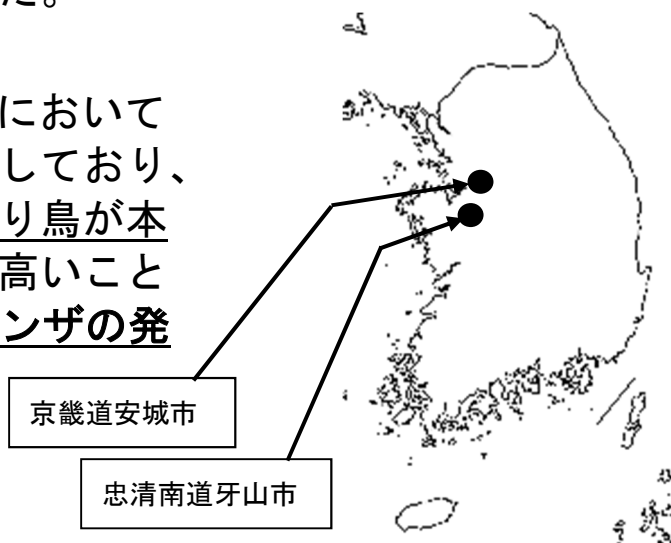 た。
において
しており、
り鳥が本
高いこと
ンザの発
京畿道安城市
忠清南道牙山市